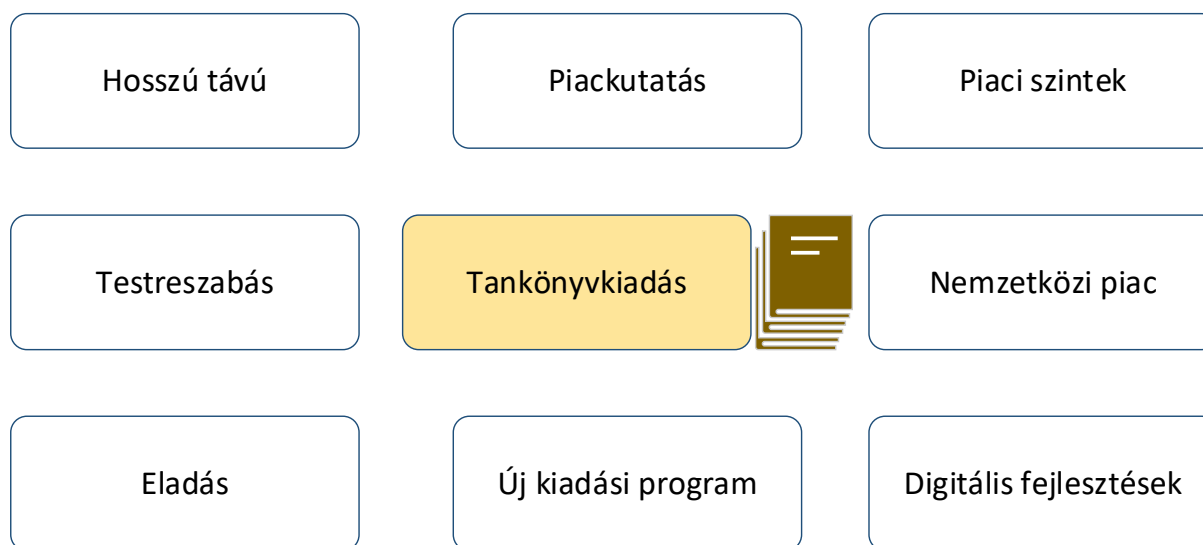 Hosszú távú
Piackutatás
Piaci szintek
Testreszabás
Tankönyvkiadás
Nemzetközi piac
Eladás
Új kiadási program
Digitális fejlesztések